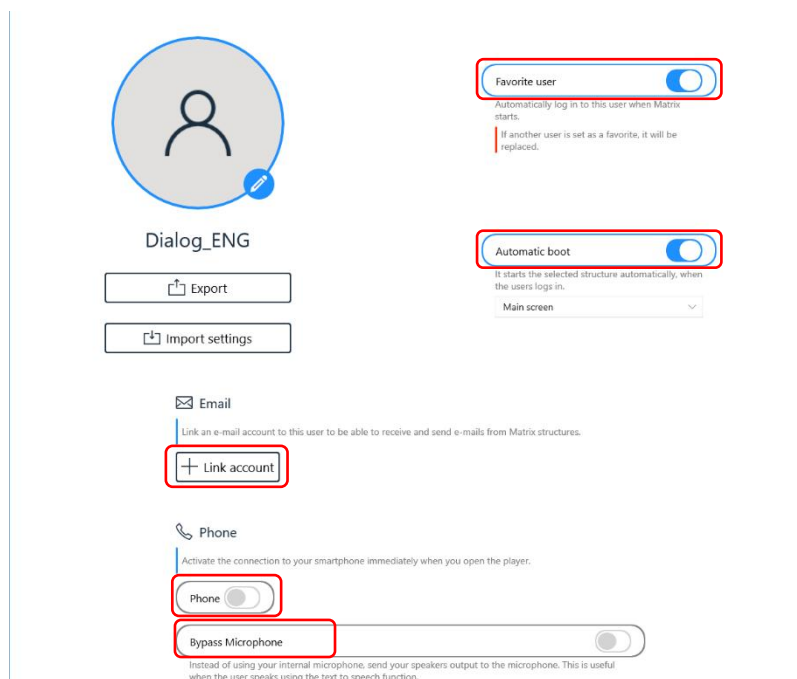 Favorite user
Automatically log in to this user when Matrix
starts.
If another user is set as a favorite, it will be
replaced.
Dialog_ENG
Export
Import settings
Automatic boot
It starts the selected structure automatically, when
the users logs in.
Main screen
Email
Link an e-mail account to this user to be able to receive and send e-mails from Matrix structures.
Link account
Phone
Activate the connection to your smartphone immediately when you open the player.
Phone
Bypass Microphone
Instead of using your internal microphone, send your speakers output to the microphone. This is useful
when the user speaks using the text to speech function.